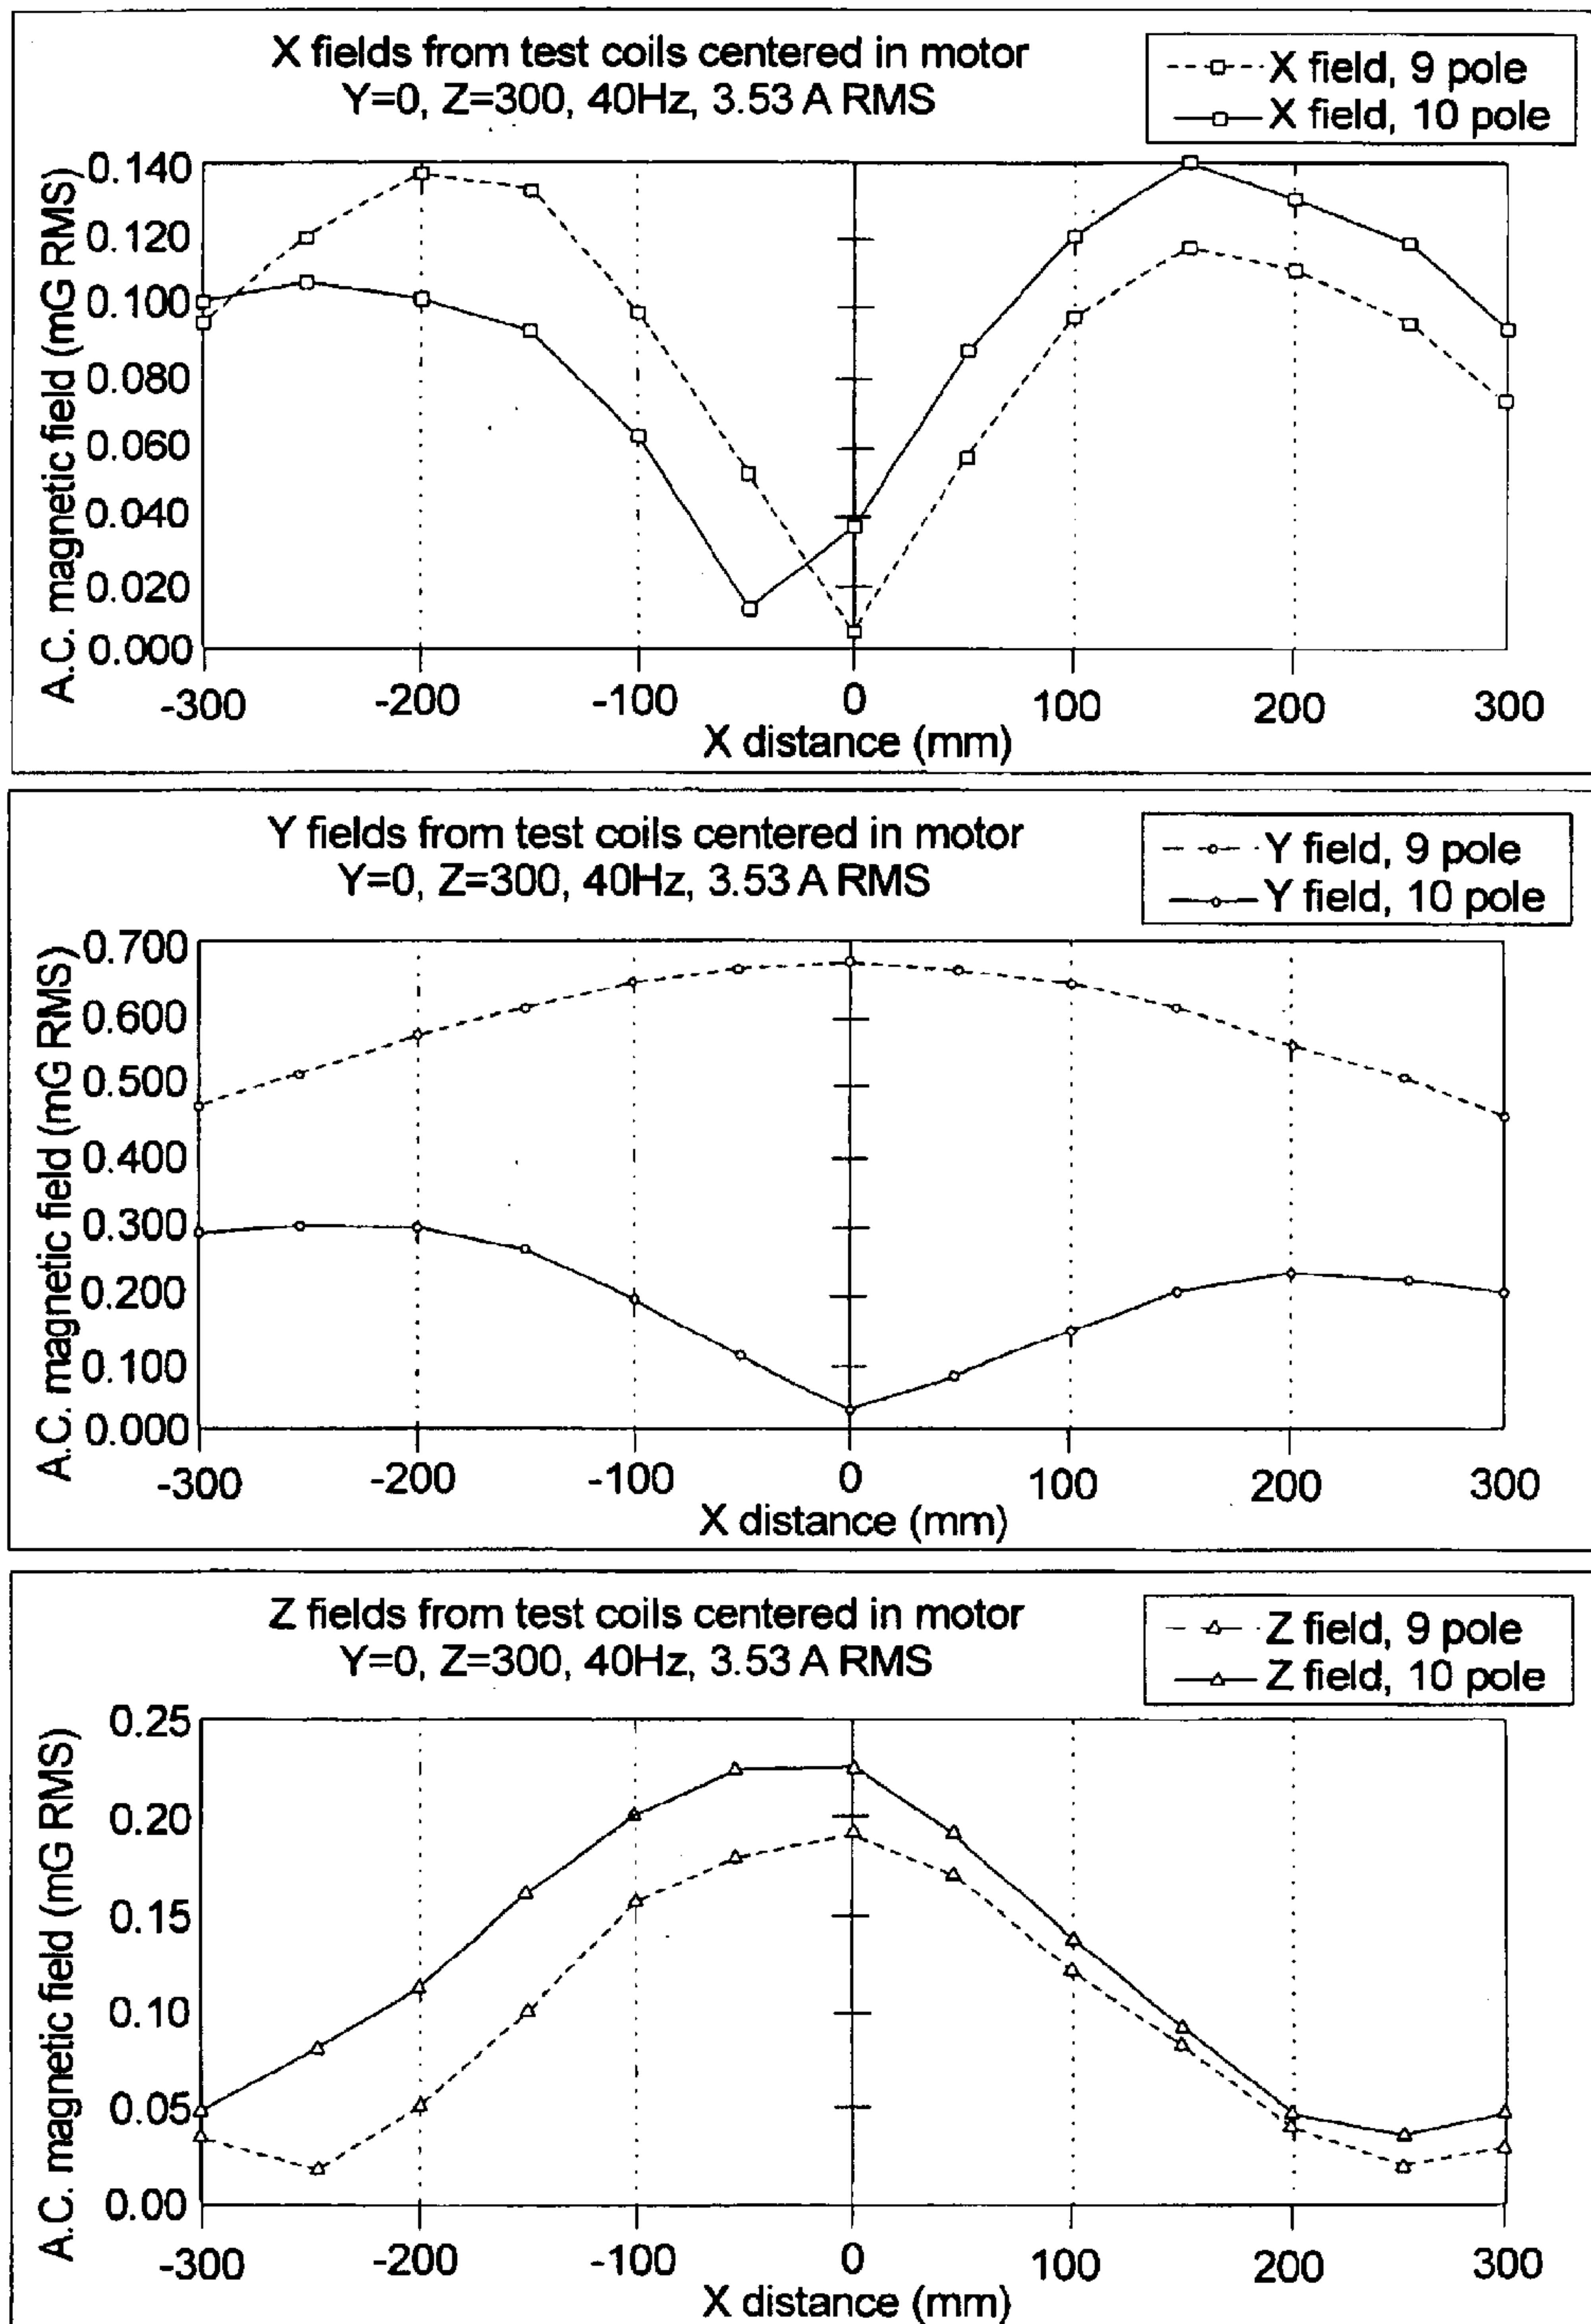 X fields from test coils centered in motor
Y=0, Z=300, 40Hz, 3.53 A RMS
X field, 9 pole
X field, 10 pole
A.C. magnetic field (mG RMS)
0.140
0.120
0.100
0.080
0.060
0.040
0.020
0.000
-300 -200 -100 0 100 200 300
X distance (mm)
Y fields from test coils centered in motor
Y=0, Z=300, 40Hz, 3.53 A RMS
Y field, 9 pole
Y field, 10 pole
A.C. magnetic field (mG RMS)
0.700
0.600
0.500
0.400
0.300
0.200
0.100
0.000
-300 -200 -100 0 100 200 300
X distance (mm)
Z fields from test coils centered in motor
Y=0, Z=300, 40Hz, 3.53 A RMS
Z field, 9 pole
Z field, 10 pole
A.C. magnetic field (mG RMS)
0.25
0.20
0.15
0.10
0.05
0.00
-300 -200 -100 0 100 200 300
X distance (mm)